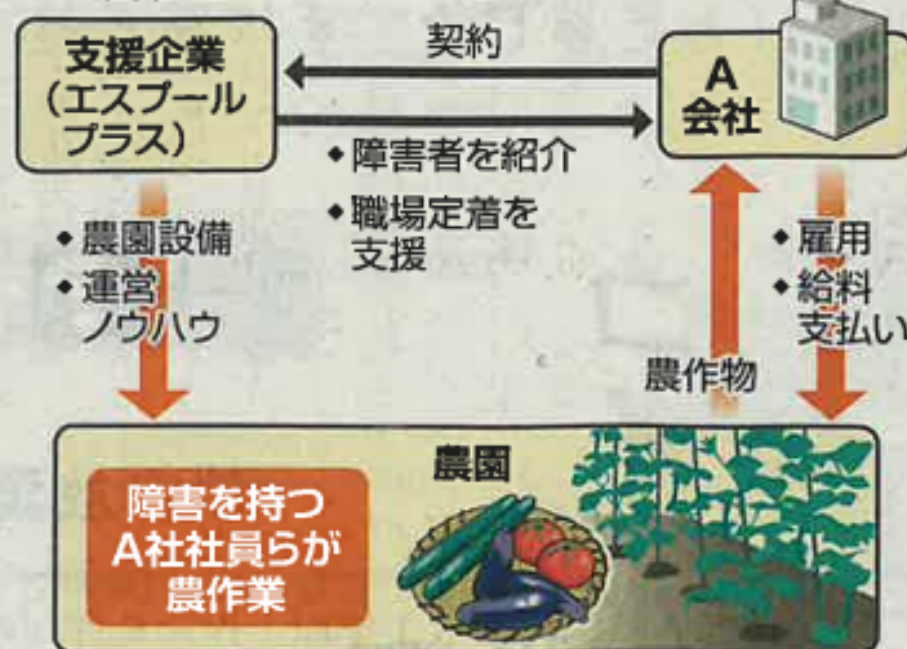 支援企業
（エスプール
プラス）
契約
A
会社
◆障害者を紹介
◆職場定着を
支援
◆農園設備
◆運営
ノウハウ
◆雇用
◆給料
支払い
農作物
農園
障害を持つ
A社社員らが
農作業